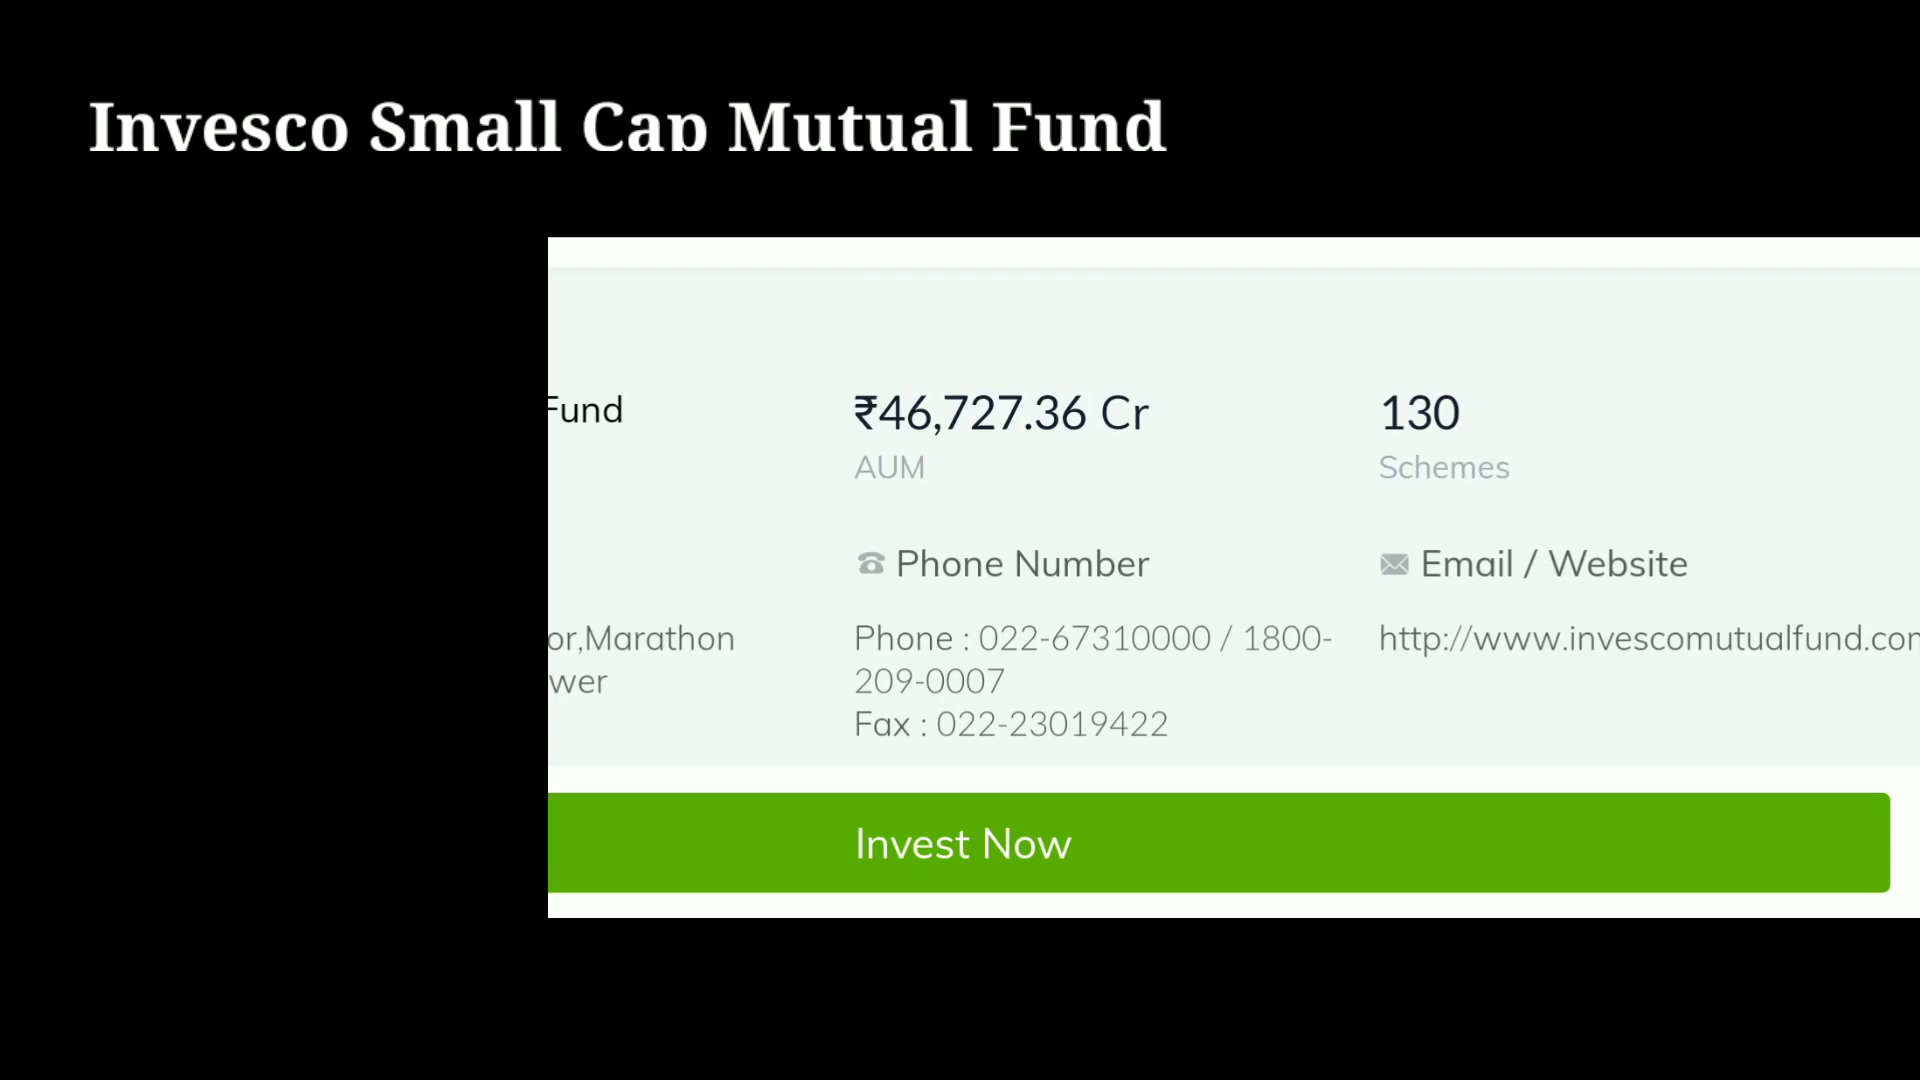 Invesco Small Cap Mutual Fund
Fund
₹46,727.36 Cr
130
AUM
Schemes
Phone Number
Email / Website
or,Marathon
wer
Phone : 022-67310000 / 1800-
209-0007
Fax : 022-23019422
http://www.invescomutualfund.com
Invest Now